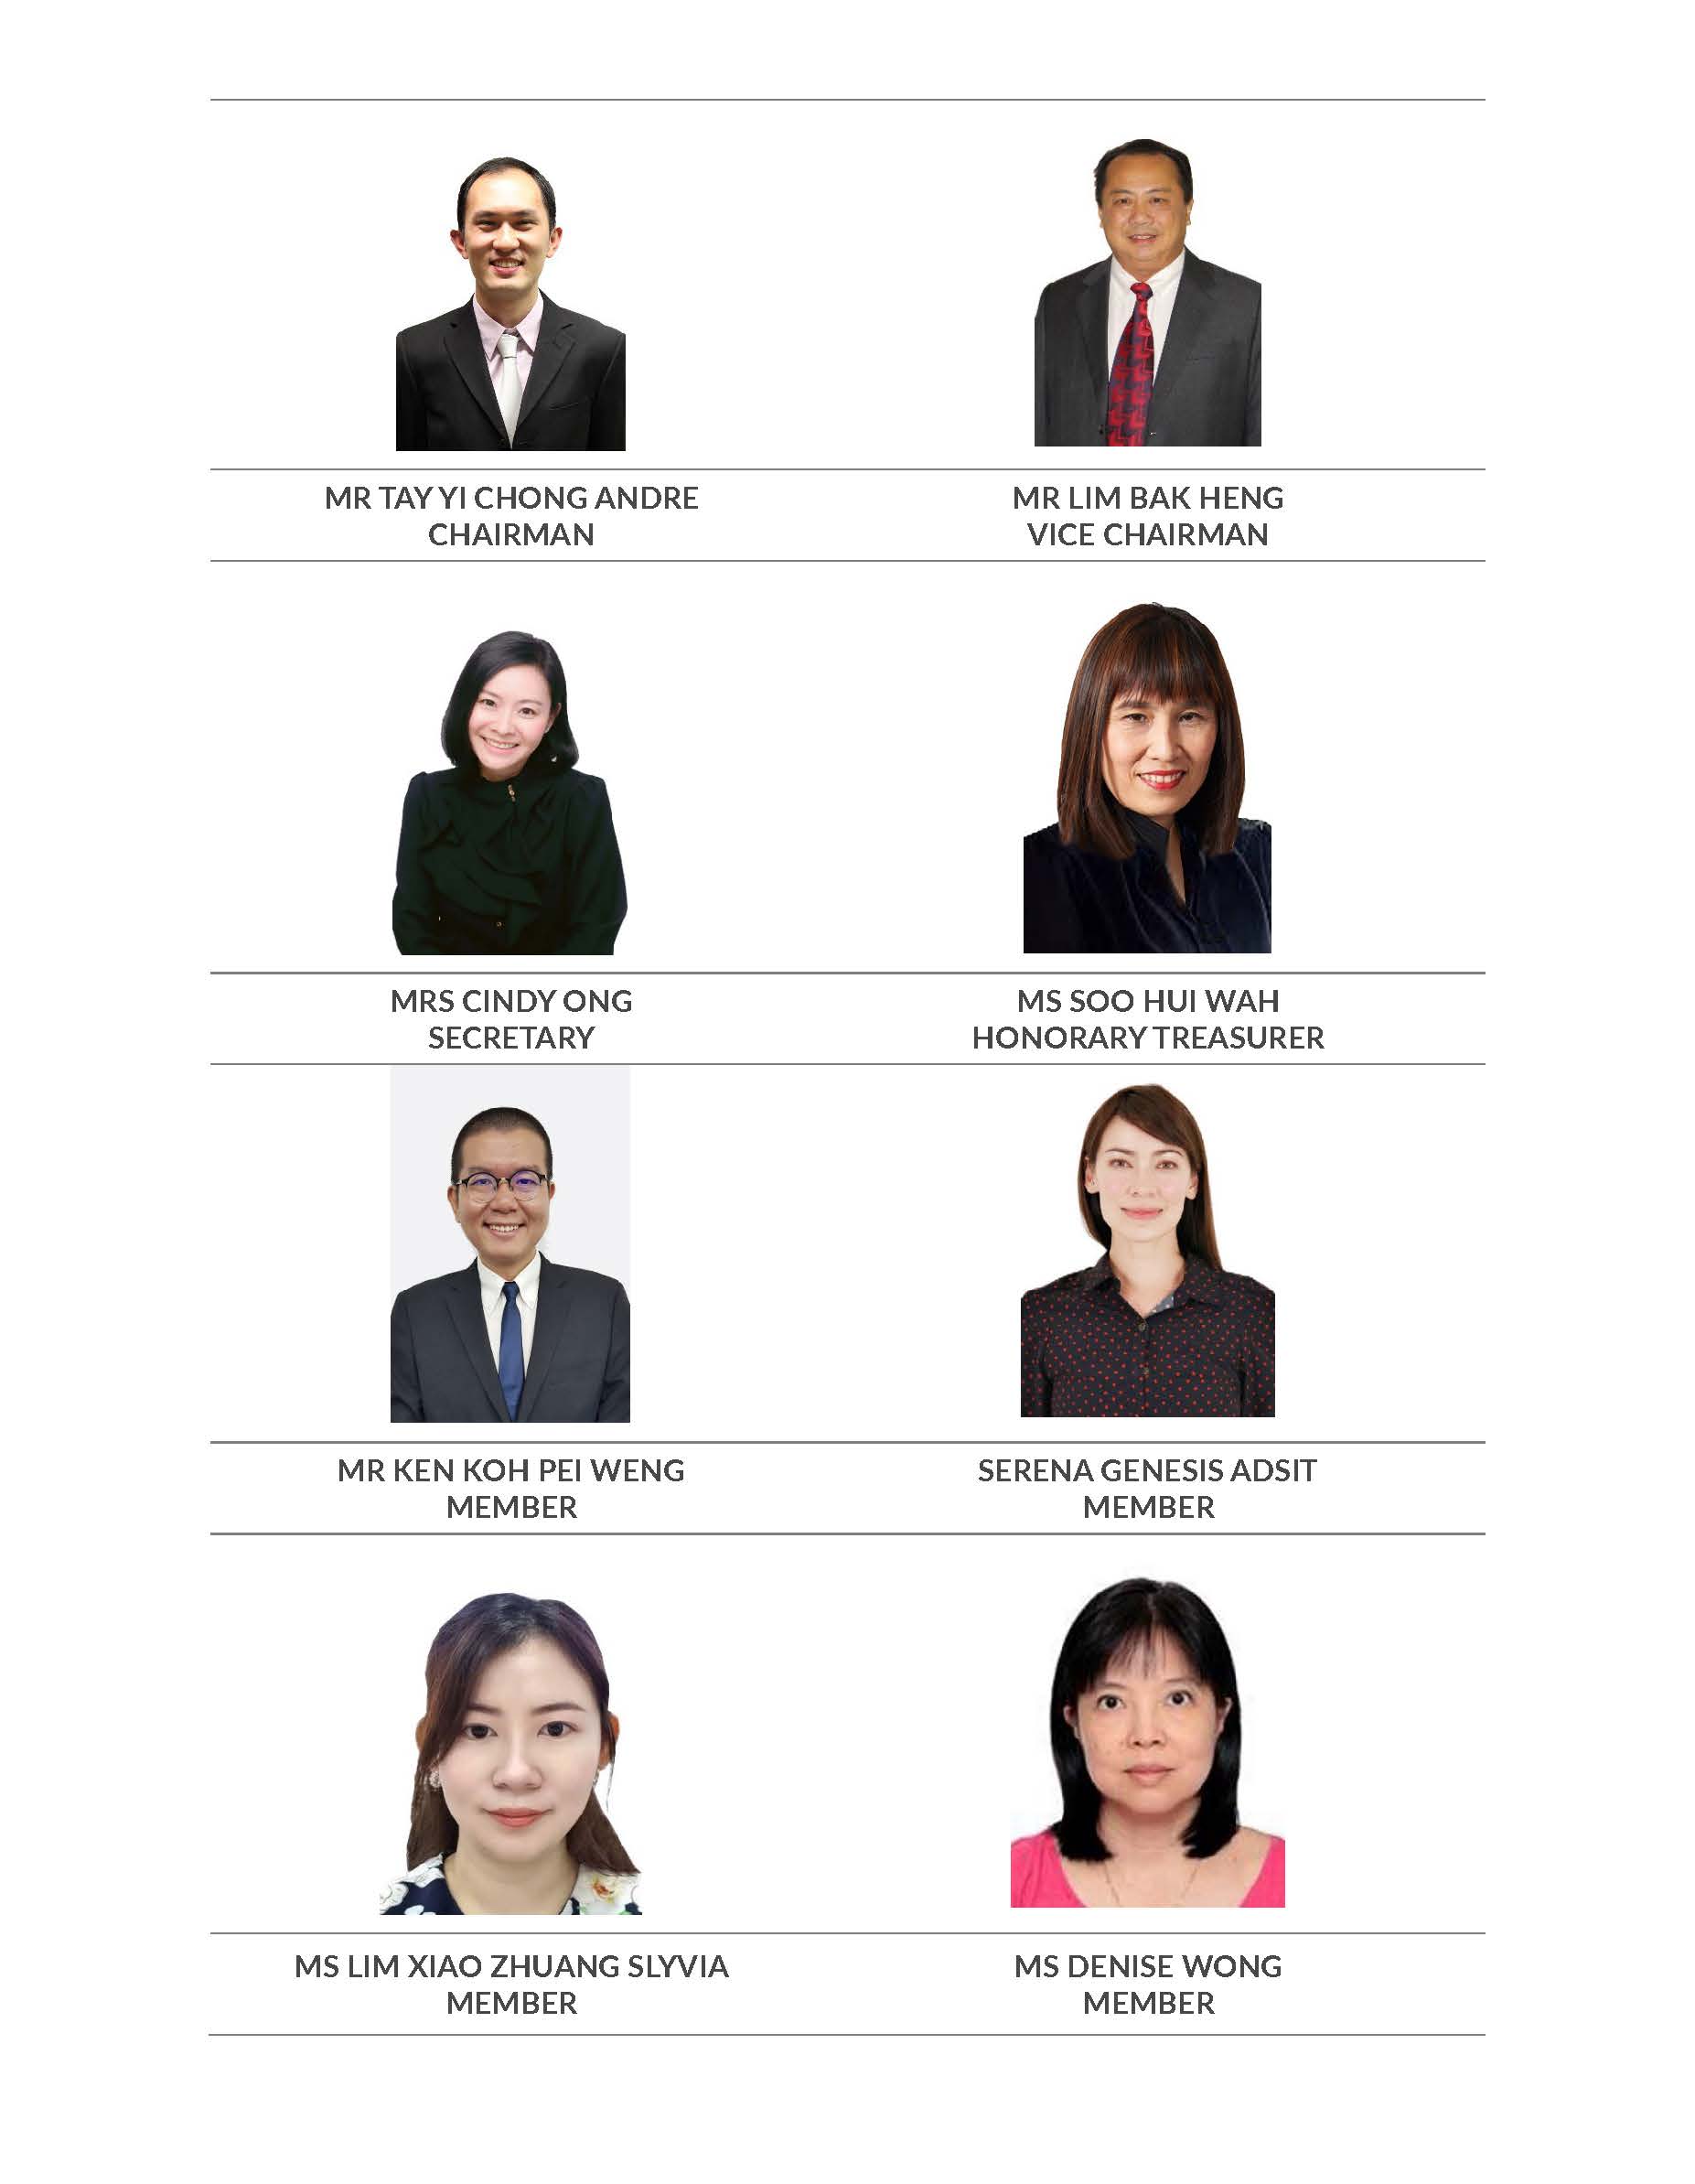 MR TAY YI CHONG ANDRE
CHAIRMAN
MR LIM BAK HENG
VICE CHAIRMAN
MRS CINDY ONG
SECRETARY
MS SOO HUI WAH
HONORARY TREASURER
MR KEN KOH PEI WENG
MEMBER
SERENA GENESIS ADSIT
MEMBER
MS LIM XIAO ZHUANG SLYVIA
MEMBER
MS DENISE WONG
MEMBER